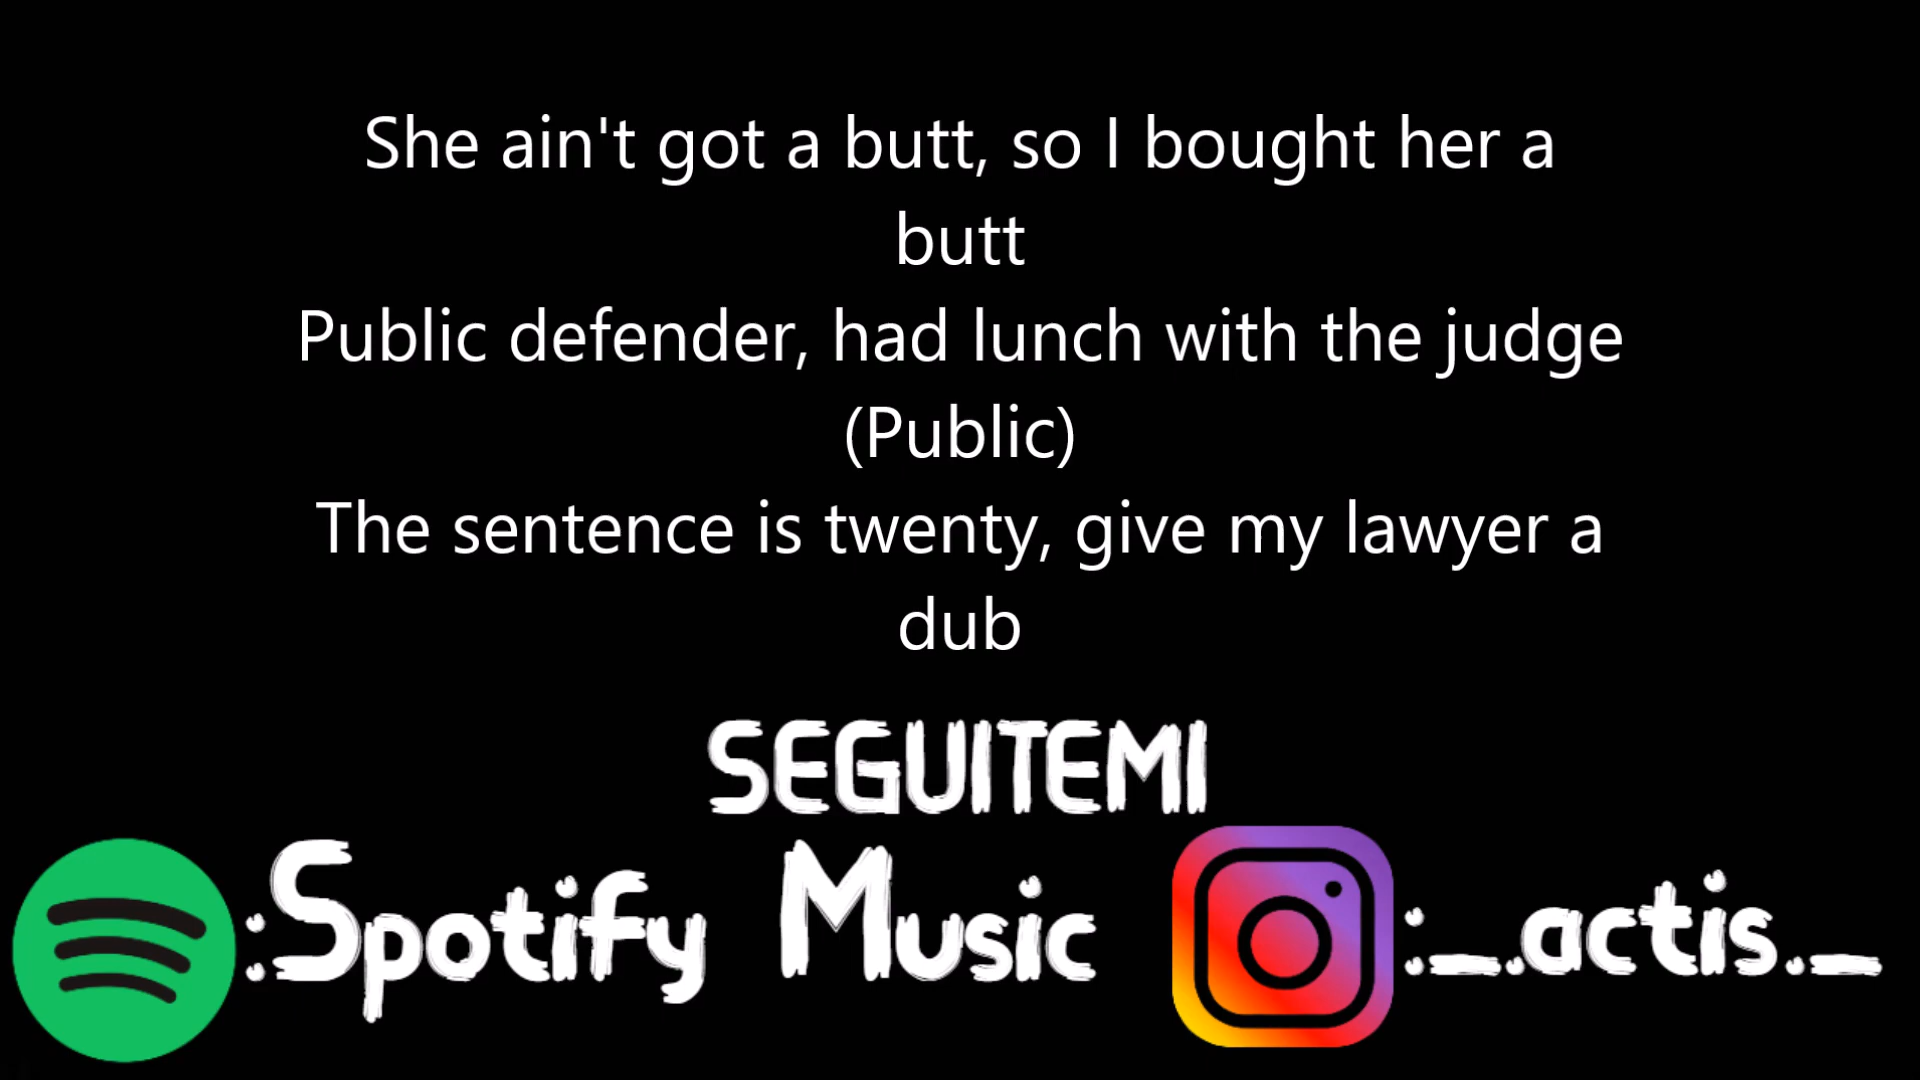 She ain't got a butt, so I bought her a
butt
Public defender, had lunch with the judge
(Public)
The sentence is twenty, give my lawyer a
dub
SEGUITEMI
:Spotify Music
:_.actis._